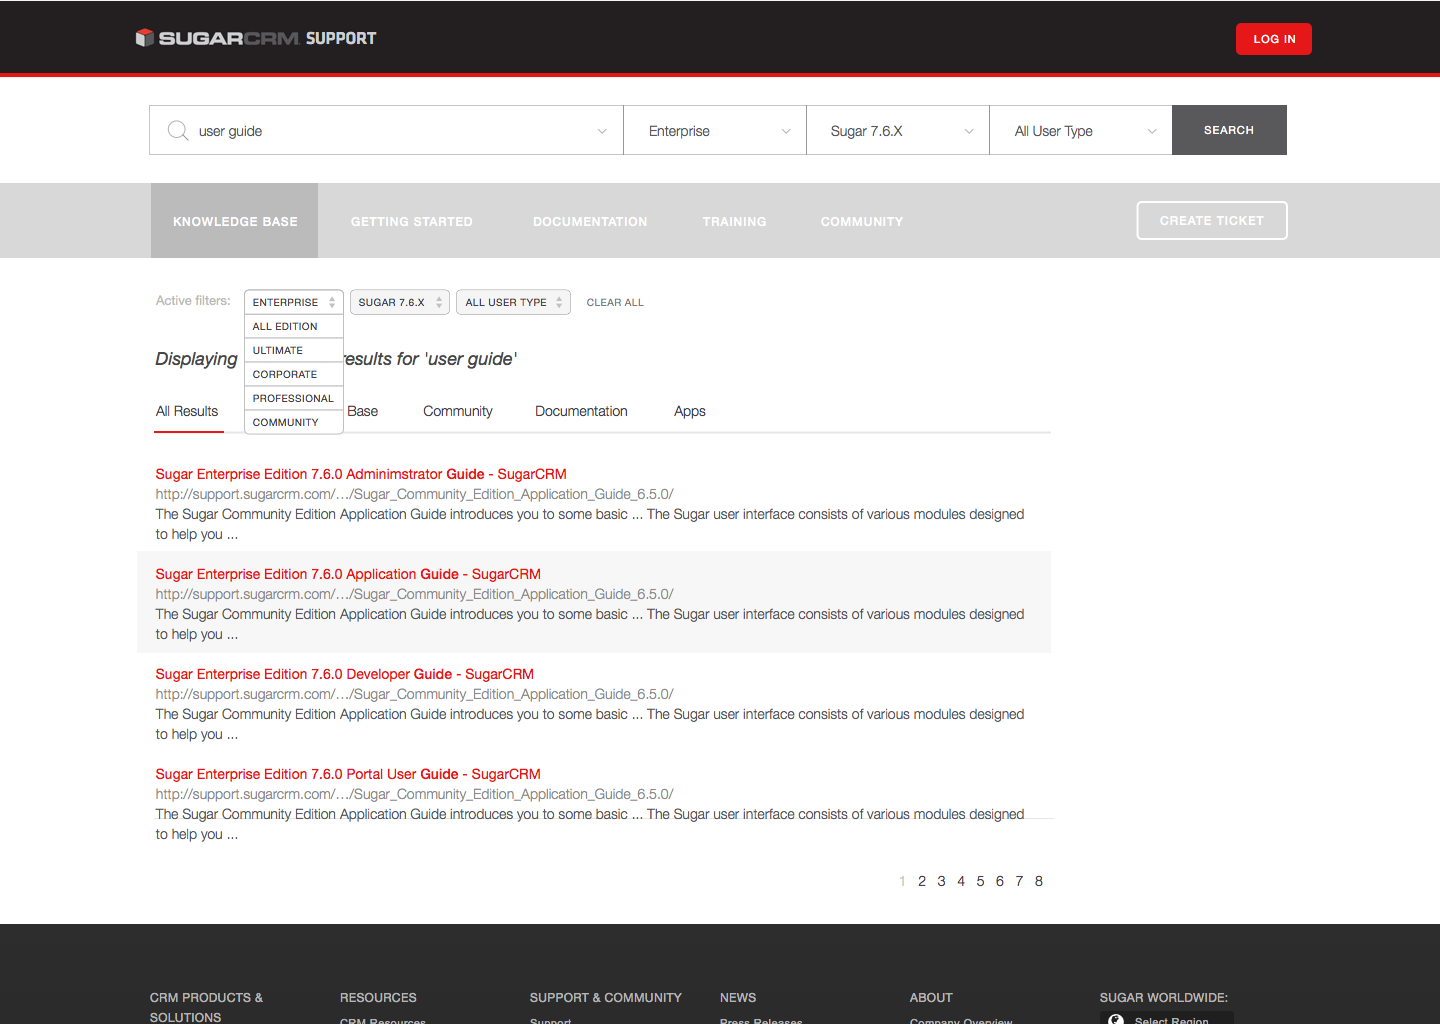 SUGARCRM SUPPORT
LOG IN
user guide
Enterprise
Sugar 7.6.X
All User Type
SEARCH
KNOWLEDGE BASE
GETTING STARTED
DOCUMENTATION
TRAINING
COMMUNITY
CREATE TICKET
Active filters:
ENTERPRISE
SUGAR 7.6.X
ALL USER TYPE
CLEAR ALL
ALL EDITION
ULTIMATE
CORPORATE
PROFESSIONAL
COMMUNITY
Displaying esults for 'user guide'
All Results
Base
Community
Documentation
Apps
Sugar Enterprise Edition 7.6.0 Adminimstrator Guide - SugarCRM
http://support.sugarcrm.com/…/Sugar_Community_Edition_Application_Guide_6.5.0/
The Sugar Community Edition Application Guide introduces you to some basic ... The Sugar user interface consists of various modules designed
to help you ...
Sugar Enterprise Edition 7.6.0 Application Guide - SugarCRM
http://support.sugarcrm.com/…/Sugar_Community_Edition_Application_Guide_6.5.0/
The Sugar Community Edition Application Guide introduces you to some basic ... The Sugar user interface consists of various modules designed
to help you ...
Sugar Enterprise Edition 7.6.0 Developer Guide - SugarCRM
http://support.sugarcrm.com/…/Sugar_Community_Edition_Application_Guide_6.5.0/
The Sugar Community Edition Application Guide introduces you to some basic ... The Sugar user interface consists of various modules designed
to help you ...
Sugar Enterprise Edition 7.6.0 Portal User Guide - SugarCRM
http://support.sugarcrm.com/…/Sugar_Community_Edition_Application_Guide_6.5.0/
The Sugar Community Edition Application Guide introduces you to some basic ... The Sugar user interface consists of various modules designed
to help you ...
1 2 3 4 5 6 7 8
CRM PRODUCTS &
SOLUTIONS
RESOURCES
CRM Resources
SUPPORT & COMMUNITY
Support
NEWS
Press Releases
ABOUT
Company Overview
SUGAR WORLDWIDE:
Select Region